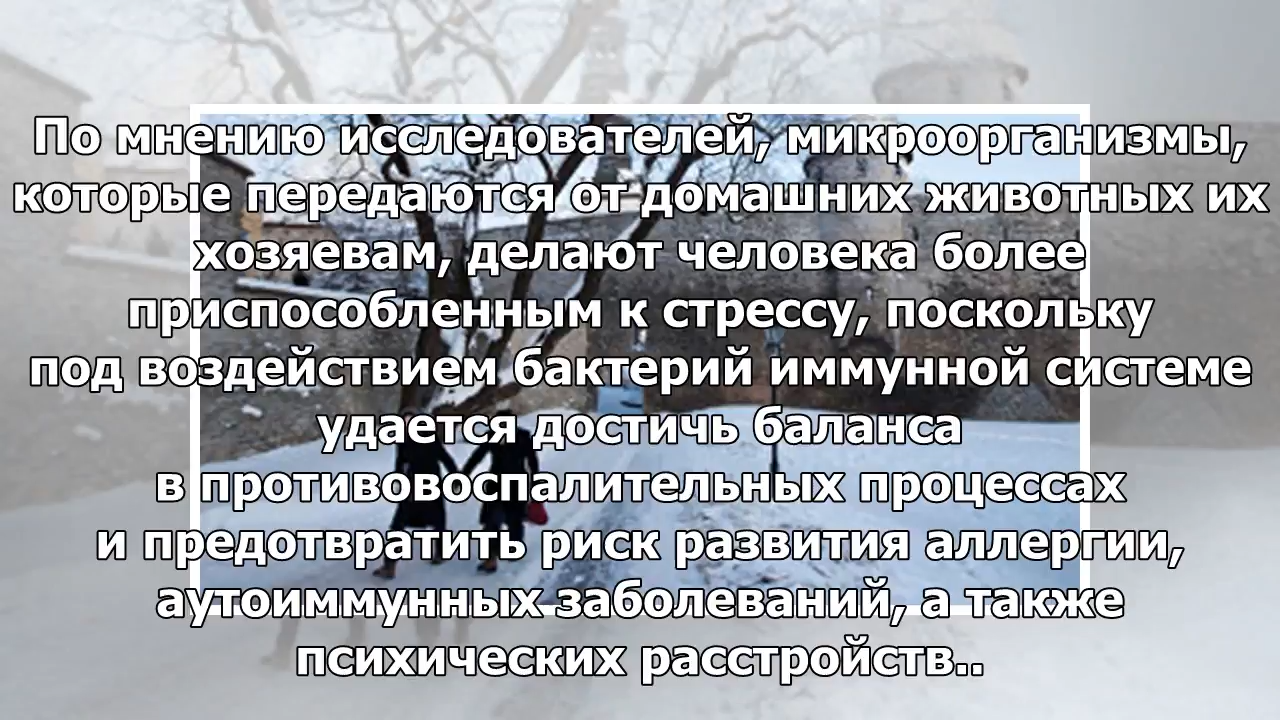 По мнению исследователей, микроорганизмы,
которые передаются от домашних животных их
хозяевам, делают человека более
приспособленным к стрессу, поскольку
под воздействием бактерий иммунной системе
удается достичь баланса
в противовоспалительных процессах
и предотвратить риск развития аллергии,
аутоиммунных заболеваний, а также
психических расстройств..